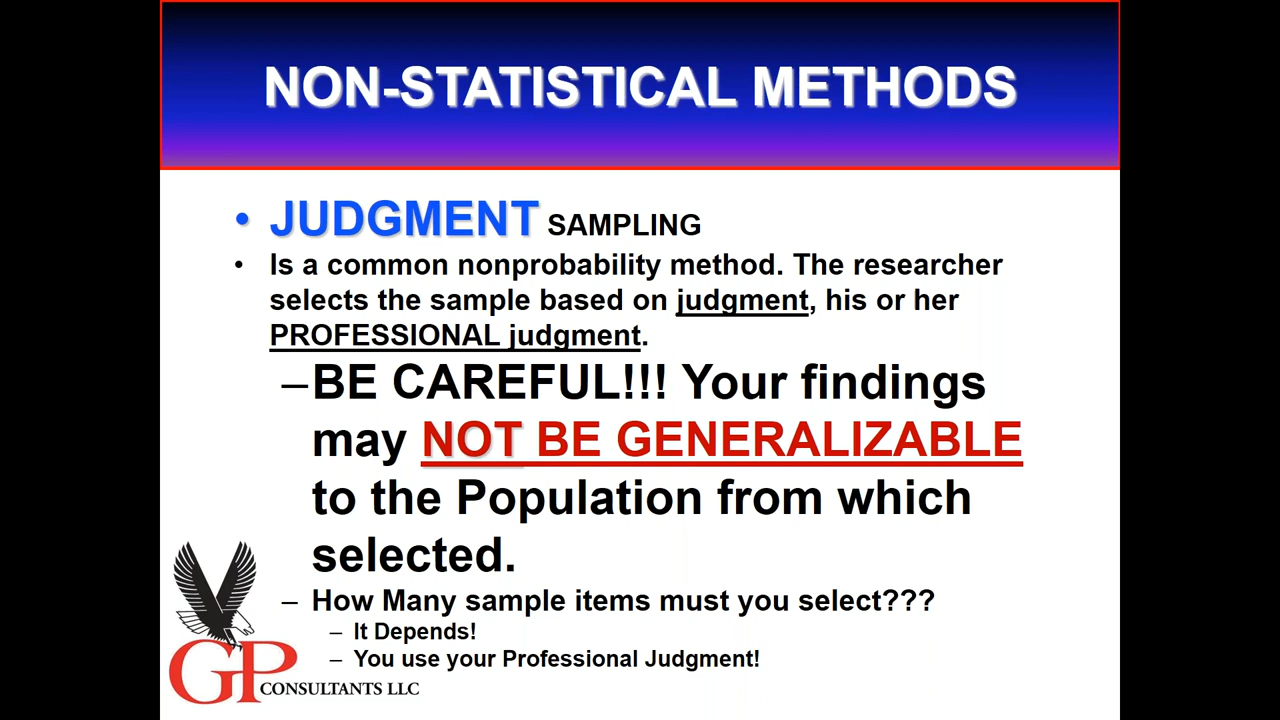 NON-STATISTICAL METHODS
• JUDGMENT SAMPLING
• Is a common nonprobability method. The researcher
selects the sample based on judgment, his or her
PROFESSIONAL judgment.
–BE CAREFUL!!! Your findings
may NOT BE GENERALIZABLE
to the Population from which
selected.
– How Many sample items must you select???
– It Depends!
– You use your Professional Judgment!
GP
CONSULTANTS LLC